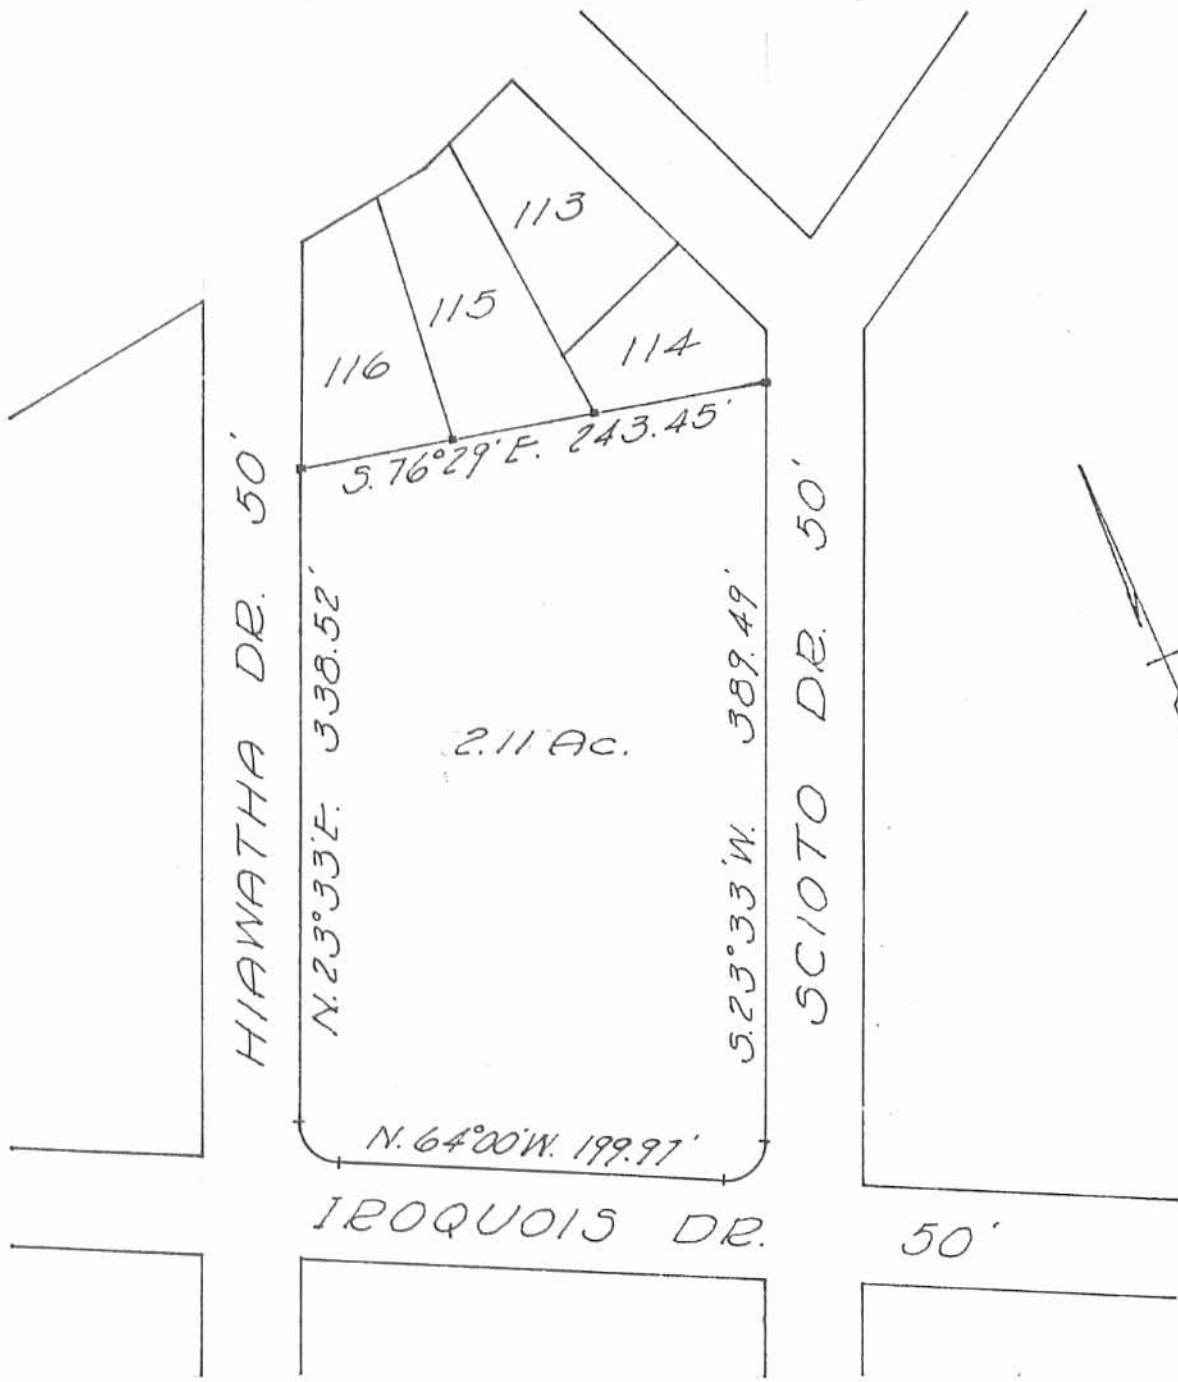 113
115
114
116
S. 76°29' E. 243.45'
HIAWATHA DR. 50'
N. 23°33' E. 338.52'
2.11 Ac.
S. 23°33' W. 389.49'
SCIOTO DR. 50'
N. 64°00' W. 199.97'
IROQUOIS DR. 50'